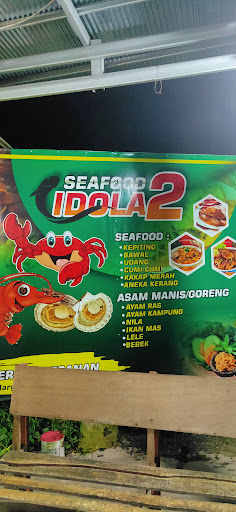 SEAFOOD
IDOLA 2
SEAFOOD :
• KEPITING
• BAWAL
• UDANG
• CUMI CUMI
• KAKAP MERAH
• ANEKA KERANG
ASAM MANIS/GORENG
• AYAM RAS
• AYAM KAMPUNG
• NILA
• IKAN MAS
• LELE
• BEBEK